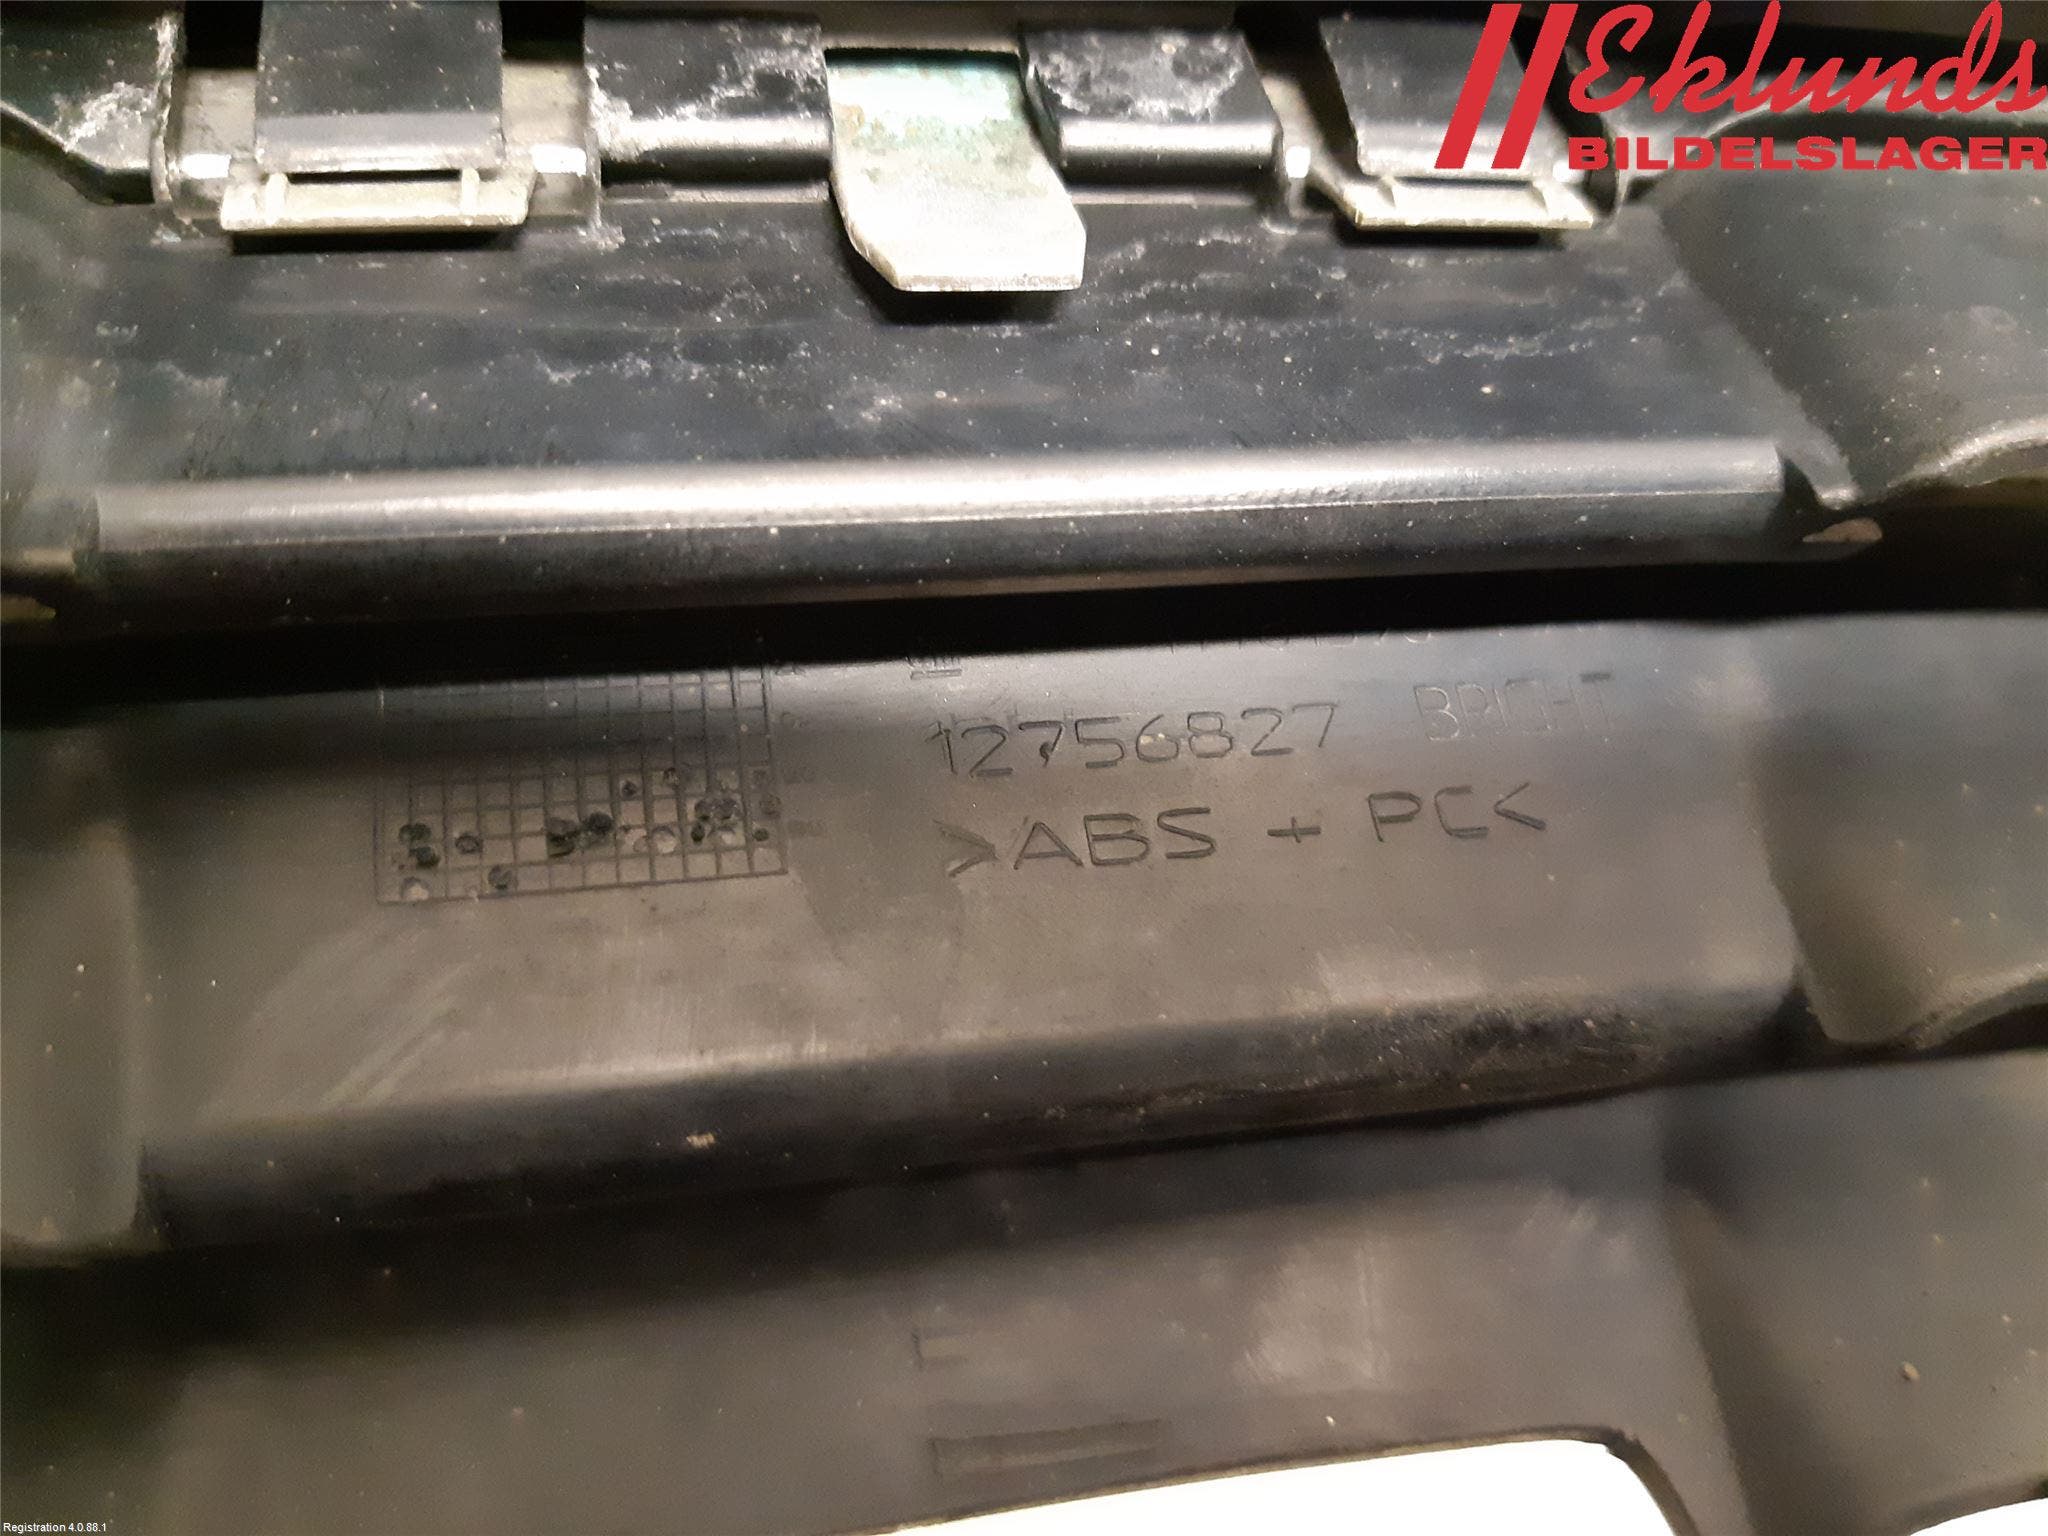 Eklunds
BILDELSLAGER
12756827 BRIGHT
>ABS + PC<
Registration 4.0.88.1